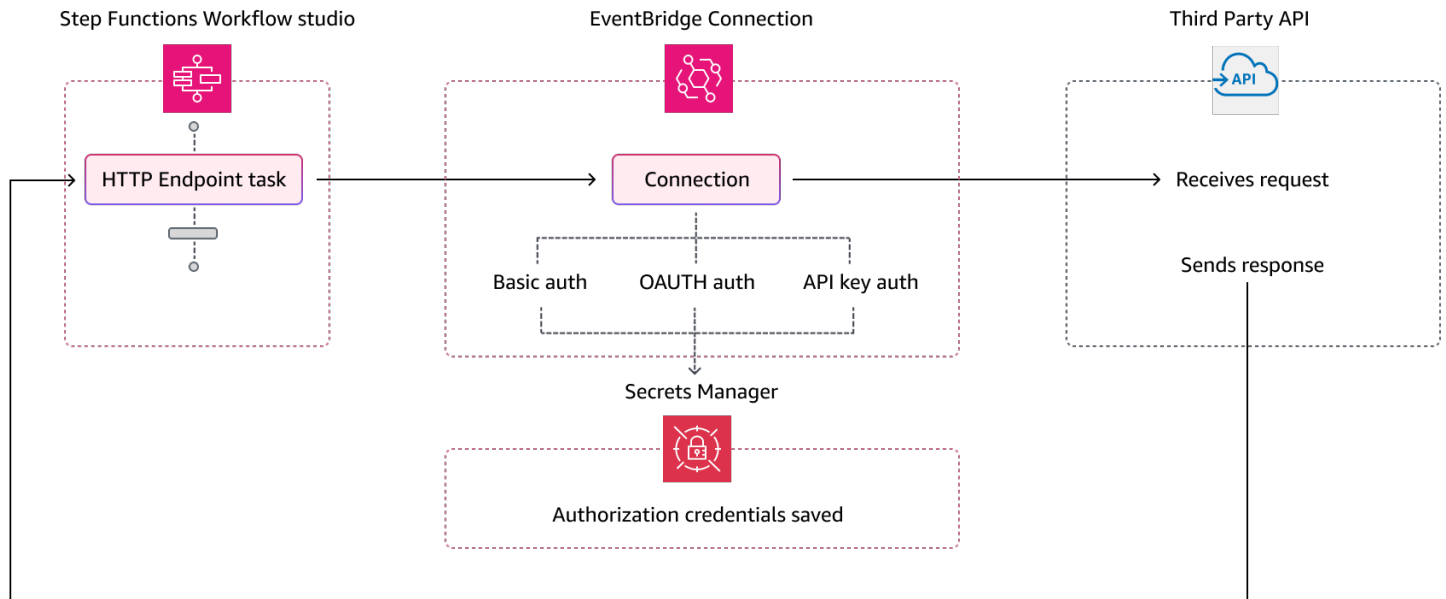 Step Functions Workflow studio
EventBridge Connection
Third Party API
API
HTTP Endpoint task
Connection
Receives request
Sends response
Basic auth
OAUTH auth
API key auth
Secrets Manager
Authorization credentials saved